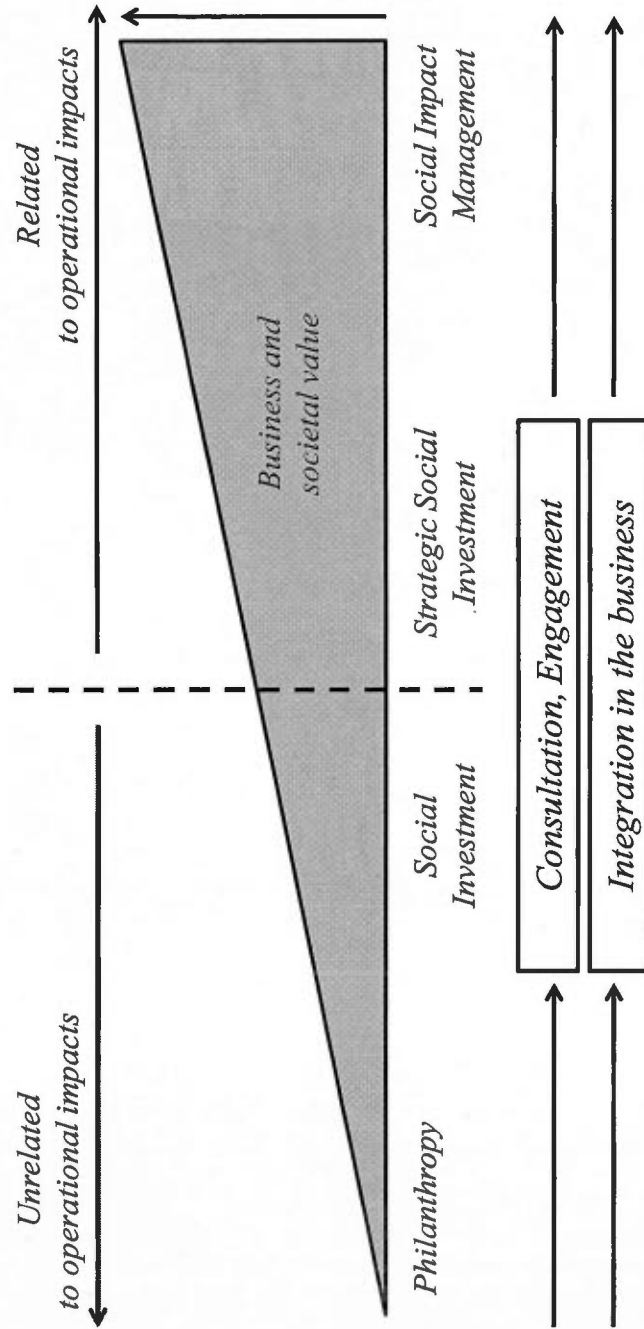 Unrelated
to operational impacts
Related
to operational impacts
Business and
societal value
Philanthropy
Social
Investment
Strategic Social
Investment
Social Impact
Management
Consultation, Engagement
Integration in the business